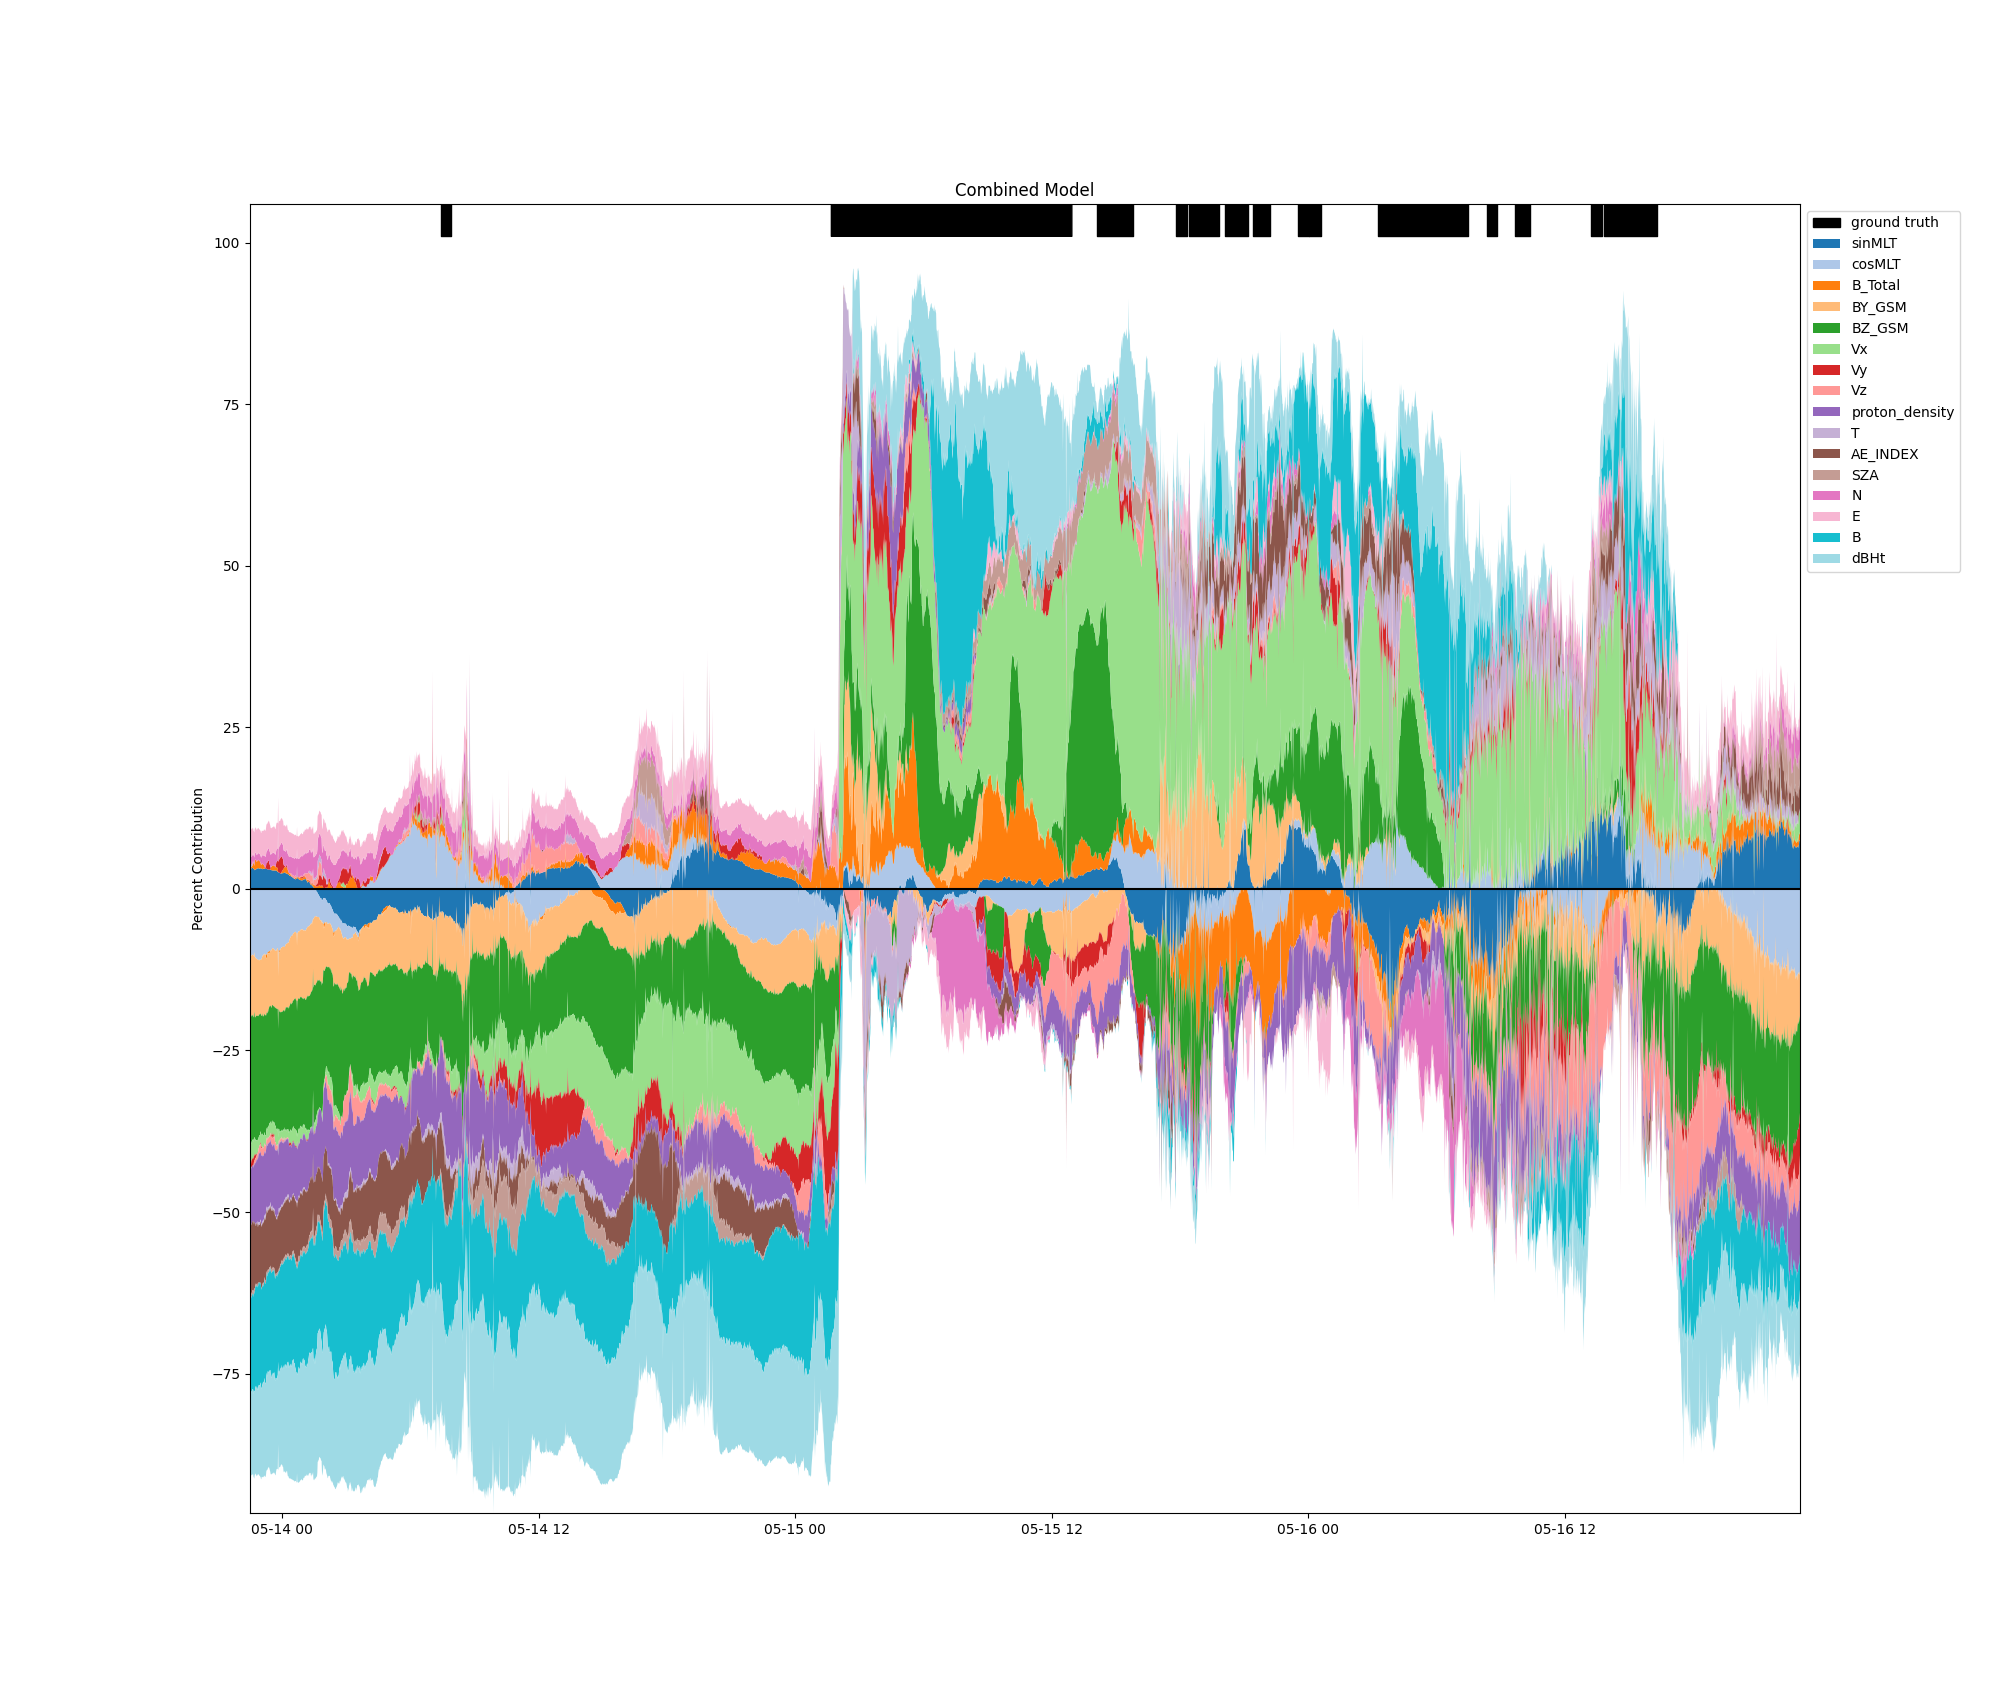 Combined Model
100
75
50
25
0
−25
−50
−75
Percent Contribution
05-14 00
05-14 12
05-15 00
05-15 12
05-16 00
05-16 12
ground truth
sinMLT
cosMLT
B_Total
BY_GSM
BZ_GSM
Vx
Vy
Vz
proton_density
T
AE_INDEX
SZA
N
E
B
dBHt